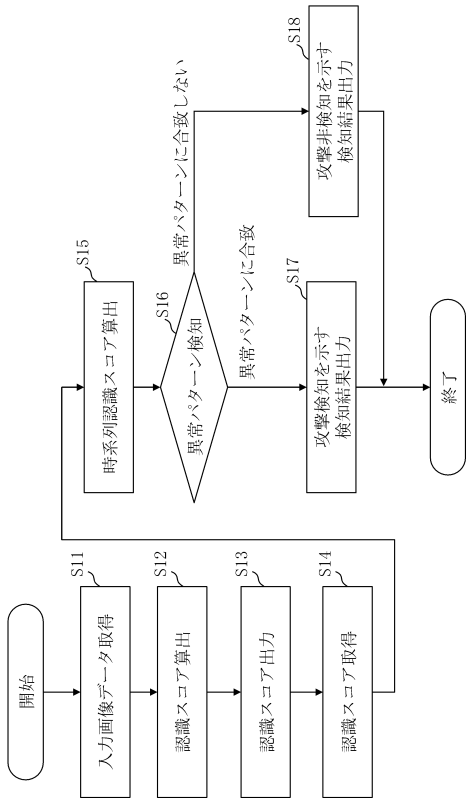 開始
S11
入力画像データ取得
S12
認識スコア算出
S13
認識スコア出力
S14
認識スコア取得
S15
時系列認識スコア算出
S16
異常パターン検知
異常パターンに合致しない
異常パターンに合致
S17
攻撃検知を示す
検知結果出力
S18
攻撃非検知を示す
検知結果出力
終了